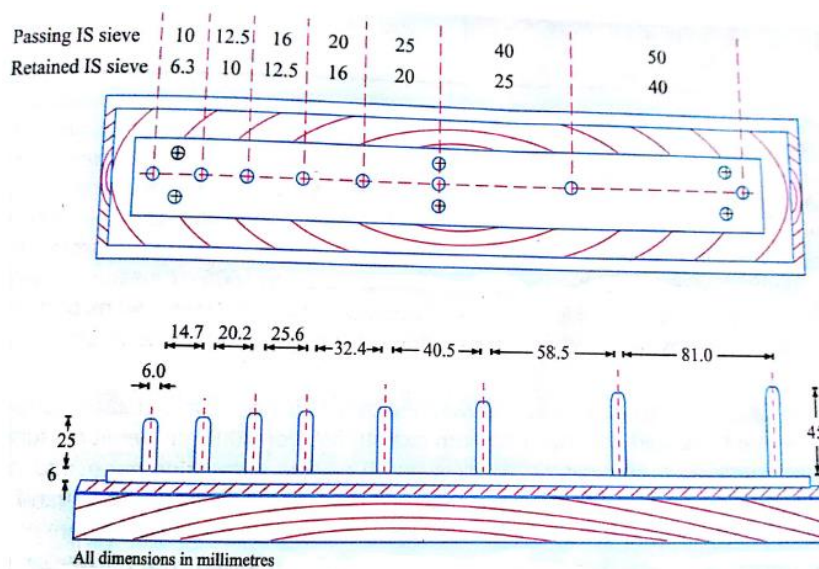 Passing IS sieve 10 12.5 16 20 25 40 50
Retained IS sieve 6.3 10 12.5 16 20 25 40
14.7 20.2 25.6 32.4 40.5 58.5 81.0
6.0
25
6
All dimensions in millimetres